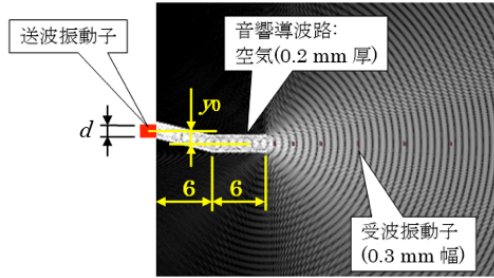 送波振動子
音響導波路:
空気(0.2 mm 厚)
y0
d
6
6
受波振動子
(0.3 mm 幅)